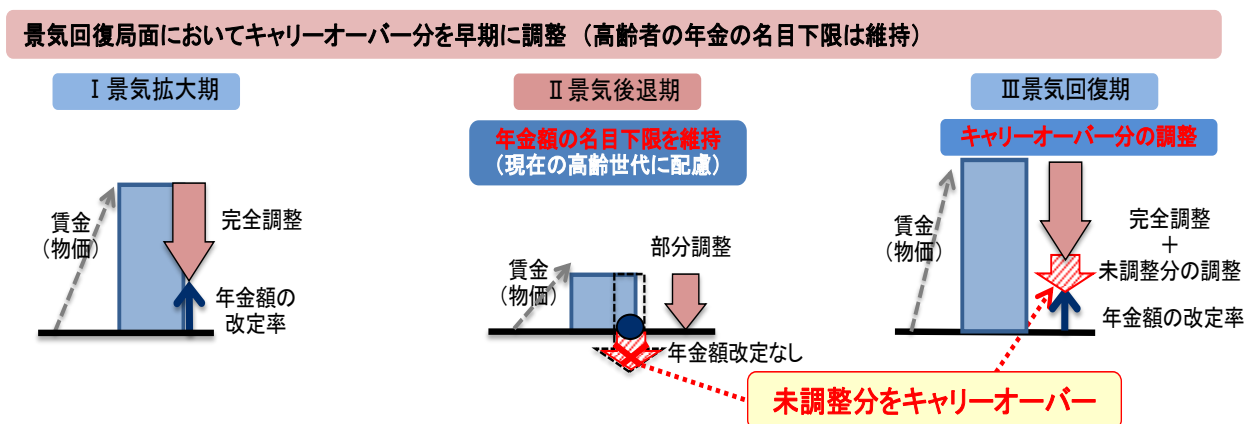 景気回復局面においてキャリーオーバー分を早期に調整 （高齢者の年金の名目下限は維持）
Ⅰ 景気拡大期
賃金
（物価）
完全調整
年金額の
改定率
Ⅱ 景気後退期
年金額の名目下限を維持
（現在の高齢世代に配慮）
賃金
（物価）
部分調整
年金額改定なし
Ⅲ景気回復期
キャリーオーバー分の調整
賃金
（物価）
完全調整
＋
未調整分の調整
年金額の改定率
未調整分をキャリーオーバー